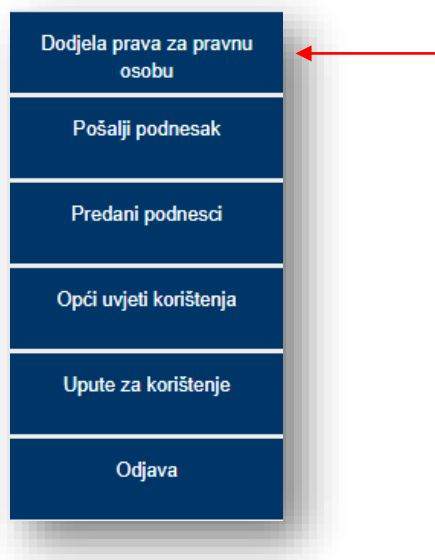 Dodjela prava za pravnu
osobu
Pošalji podnesak
Predani podnesci
Opći uvjeti korištenja
Upute za korištenje
Odjava